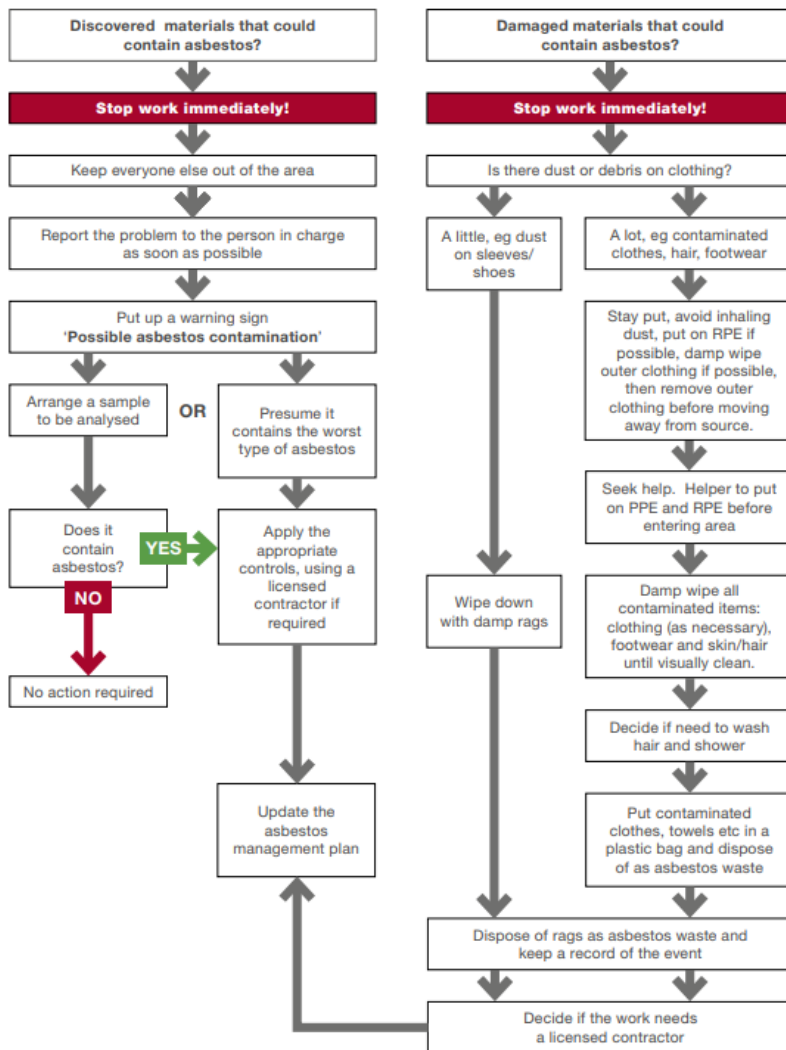 Discovered  materials that could
contain asbestos?
Stop work immediately!
Keep everyone else out of the area
Report the problem to the person in charge
as soon as possible
Put up a warning sign
‘Possible asbestos contamination’
Arrange a sample
to be analysed
OR
Presume it
contains the worst
type of asbestos
Does it
contain
asbestos?
YES
NO
No action required
Apply the
appropriate
controls, using a
licensed
contractor if
required
Update the
asbestos
management plan
Damaged materials that could
contain asbestos?
Stop work immediately!
Is there dust or debris on clothing?
A little, eg dust
on sleeves/
shoes
Wipe down
with damp rags
A lot, eg contaminated
clothes, hair, footwear
Stay put, avoid inhaling
dust, put on RPE if
possible, damp wipe
outer clothing if possible,
then remove outer
clothing before moving
away from source.
Seek help.  Helper to put
on PPE and RPE before
entering area
Damp wipe all
contaminated items:
clothing (as necessary),
footwear and skin/hair
until visually clean.
Decide if need to wash
hair and shower
Put contaminated
clothes, towels etc in a
plastic bag and dispose
of as asbestos waste
Dispose of rags as asbestos waste and
keep a record of the event
Decide if the work needs
a licensed contractor